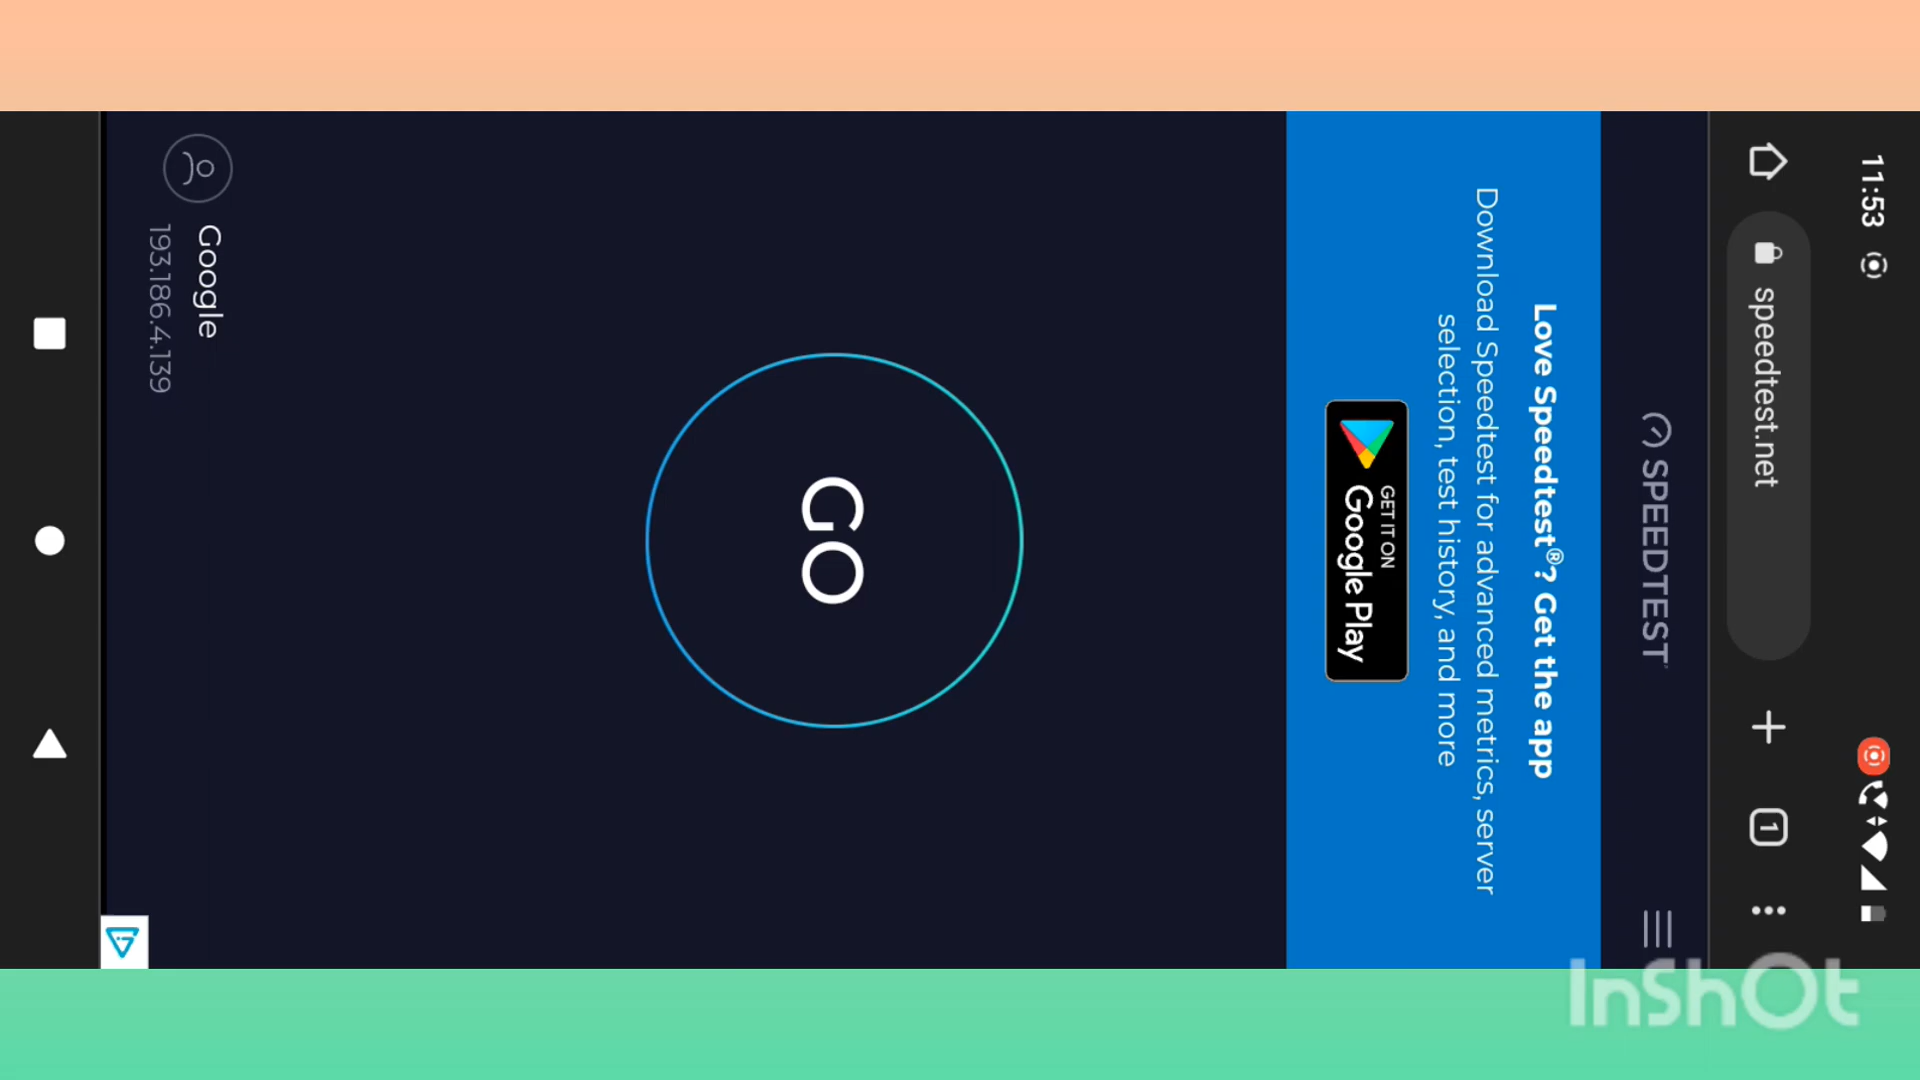 11:53
speedtest.net
1
SPEEDTEST
Love Speedtest®? Get the app
Download Speedtest for advanced metrics, server
selection, test history, and more
GET IT ON
Google Play
GO
Google
193.186.4.139
InShOt